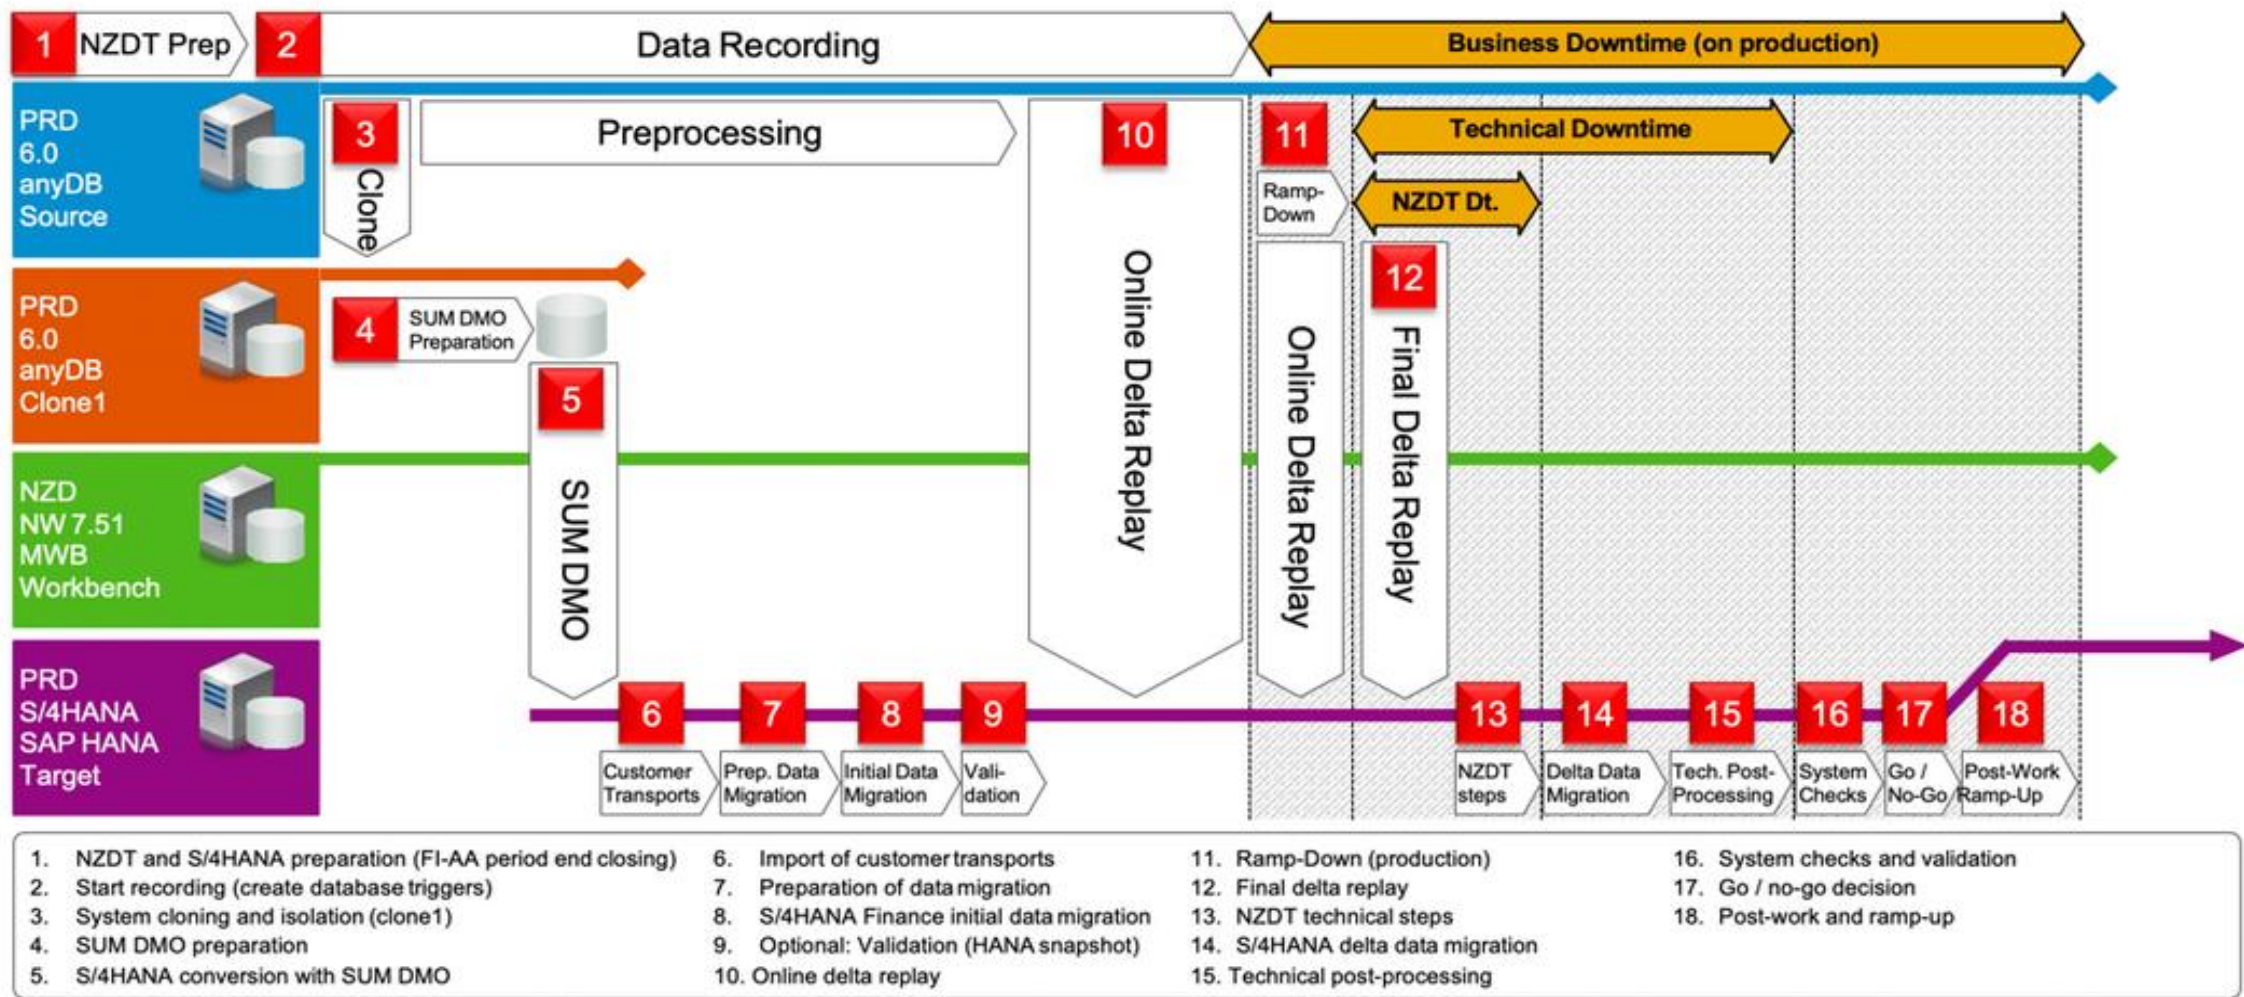 1 NZDT Prep
2 Data Recording
Business Downtime (on production)
PRD
6.0
anyDB
Source
3
Clone
Preprocessing
10
Online Delta Replay
11
Ramp-
Down
Online Delta Replay
Technical Downtime
NZDT Dt.
12
Final Delta Replay
PRD
6.0
anyDB
Clone1
4
SUM DMO
Preparation
5
SUM DMO
NZD
NW 7.51
MWB
Workbench
PRD
S/4HANA
SAP HANA
Target
6
Customer
Transports
7
Prep. Data
Migration
8
Initial Data
Migration
9
Vali-
dation
13
NZDT
steps
14
Delta Data
Migration
15
Tech. Post-
Processing
16
System
Checks
17
Go /
No-Go
18
Post-Work
Ramp-Up
1. NZDT and S/4HANA preparation (FI-AA period end closing)
2. Start recording (create database triggers)
3. System cloning and isolation (clone1)
4. SUM DMO preparation
5. S/4HANA conversion with SUM DMO
6. Import of customer transports
7. Preparation of data migration
8. S/4HANA Finance initial data migration
9. Optional: Validation (HANA snapshot)
10. Online delta replay
11. Ramp-Down (production)
12. Final delta replay
13. NZDT technical steps
14. S/4HANA delta data migration
15. Technical post-processing
16. System checks and validation
17. Go / no-go decision
18. Post-work and ramp-up